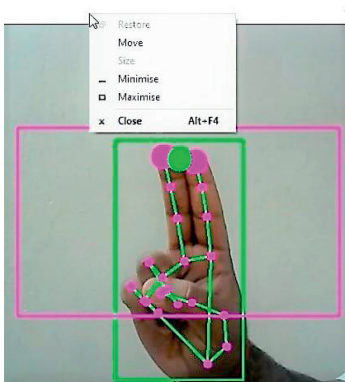 Restore
Move
Size
Minimise
Maximise
Close Alt+F4